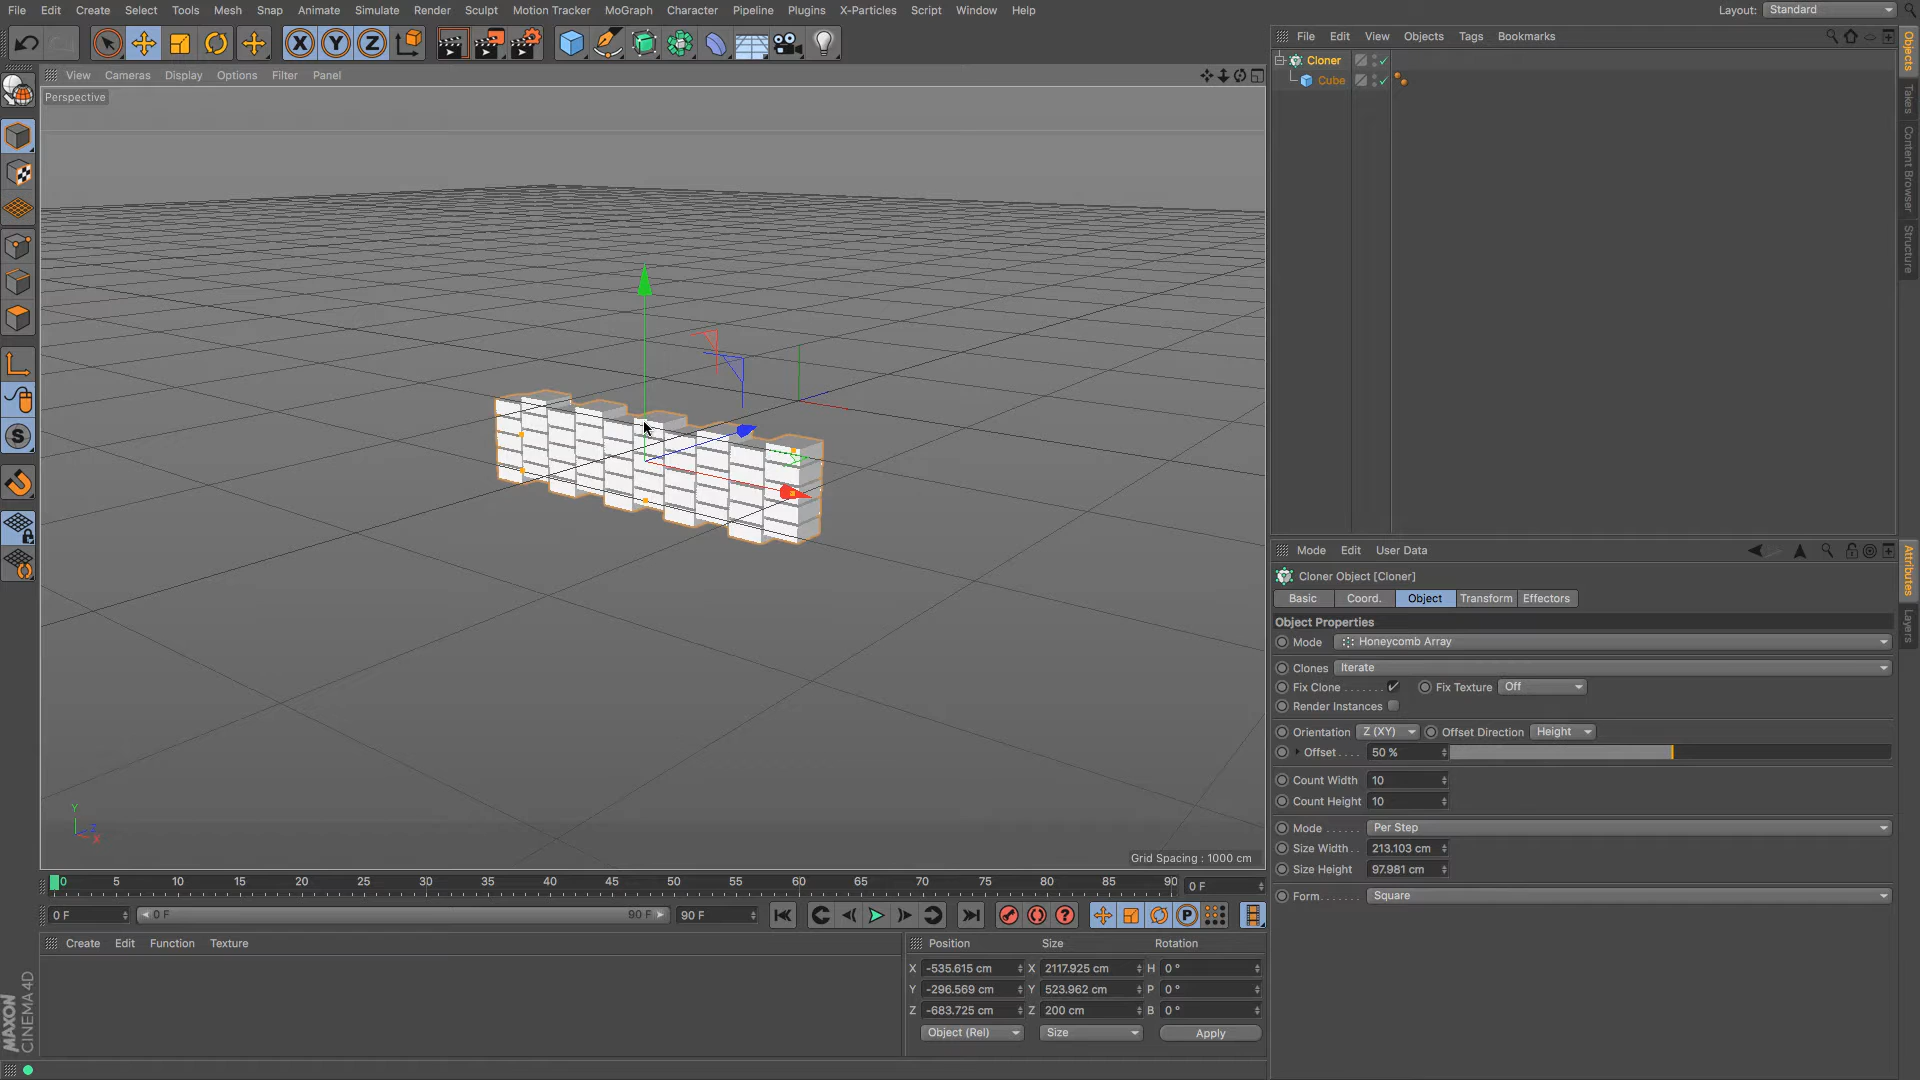 File Edit Create Select Tools Mesh Snap Animate Simulate Render Sculpt Motion Tracker MoGraph Character Pipeline Plugins X-Particles Script Window Help Layout: Standard
X Y Z
File Edit View Objects Tags Bookmarks
Cloner
Cube
View Cameras Display Options Filter Panel
Perspective
Objects
Takes
Content Browser
Structure
S
Y
Z
X
Grid Spacing : 1000 cm
Mode Edit User Data
Cloner Object [Cloner]
Basic Coord. Object Transform Effectors
Object Properties
Mode Honeycomb Array
Clones Iterate
Fix Clone . . . . . . . Fix Texture Off
Render Instances
Orientation Z (XY) Offset Direction Height
Offset . . . . 50 %
Count Width 10
Count Height 10
Mode . . . . . . Per Step
Size Width . . 213.103 cm
Size Height 97.981 cm
Form. . . . . . . Square
Attributes
Layers
0 5 10 15 20 25 30 35 40 45 50 55 60 65 70 75 80 85 90 0 F
0 F 0 F 90 F 90 F P
Create Edit Function Texture
Position Size Rotation
X -535.615 cm X 2117.925 cm H 0 °
Y -296.569 cm Y 523.962 cm P 0 °
Z -683.725 cm Z 200 cm B 0 °
Object (Rel) Size Apply
MAXON
CINEMA 4D